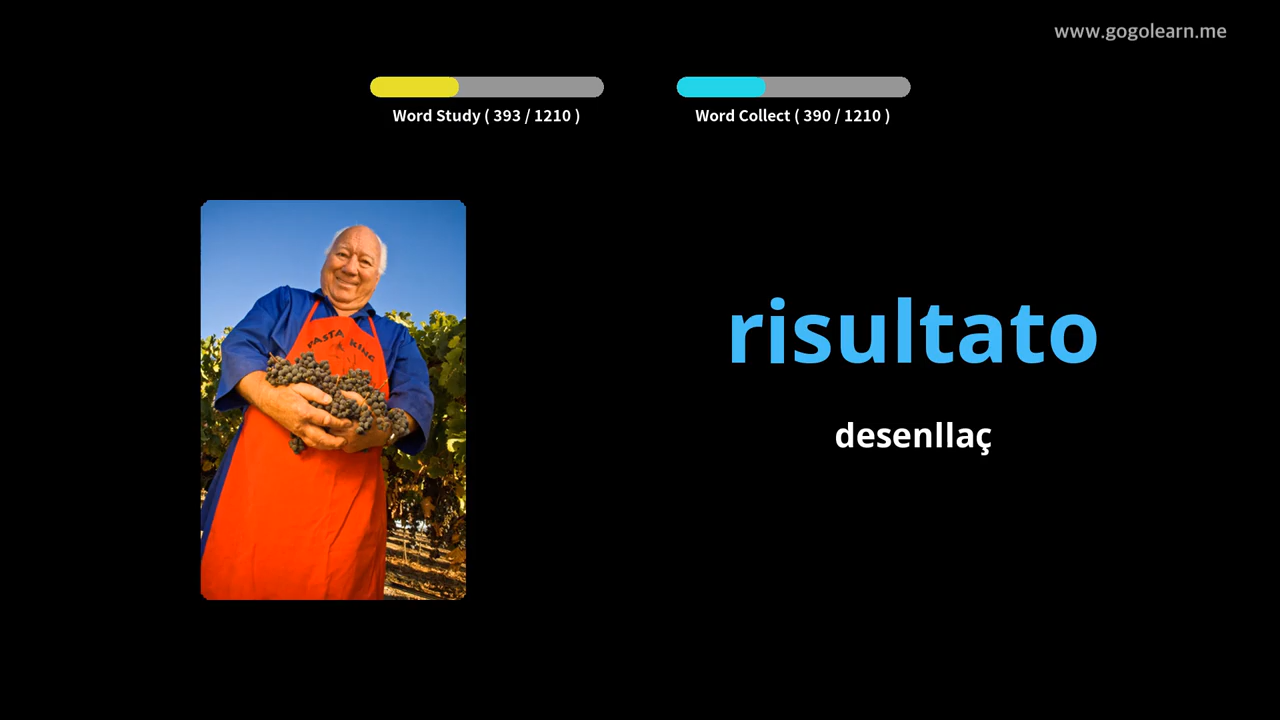 www.gogolearn.me
Word Study ( 393 / 1210 )
Word Collect ( 390 / 1210 )
PASTA KING
risultato
desenllaç